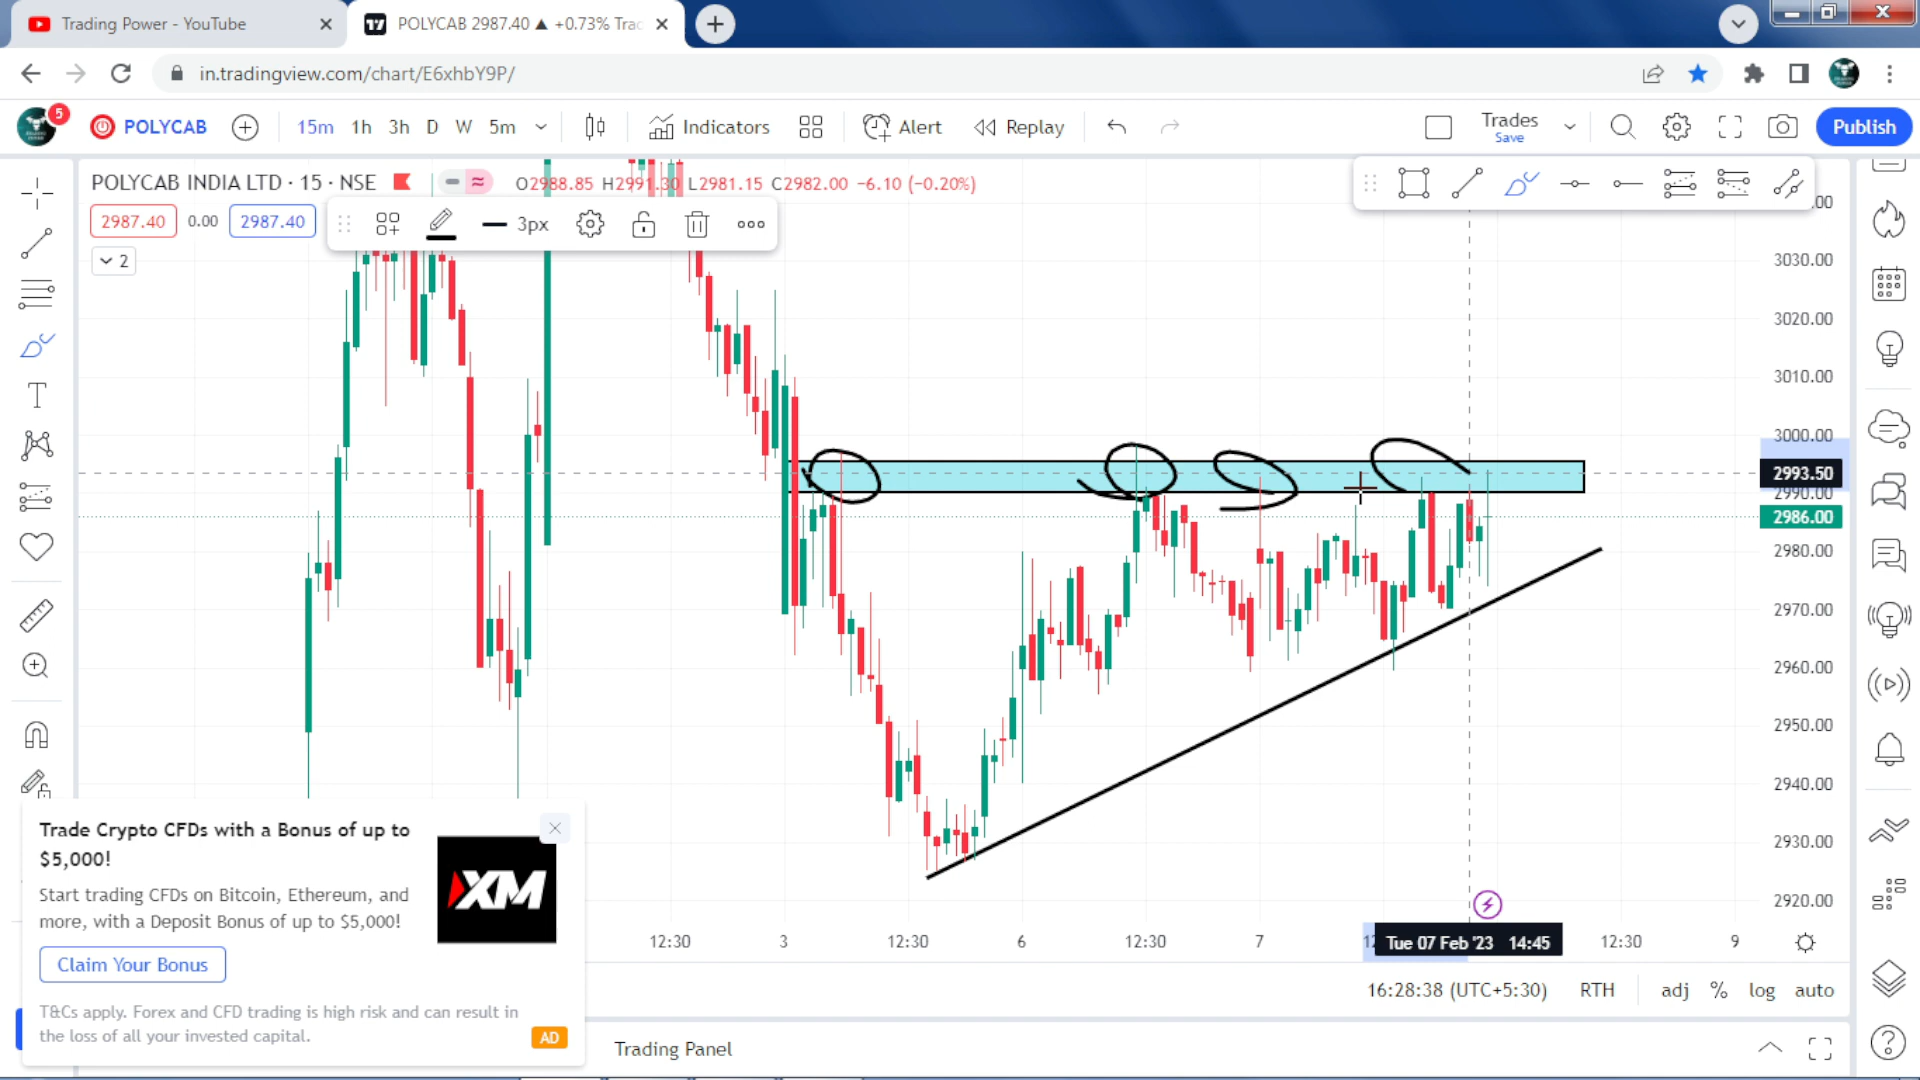 Trading Power - YouTube
POLYCAB 2987.40 ▲ +0.73% Trac
in.tradingview.com/chart/E6xhbY9P/
5
POLYCAB
15m 1h 3h D W 5m
Indicators
Alert
Replay
Trades
Save
Publish
POLYCAB INDIA LTD · 15 · NSE
O2988.85 H2991.30 L2981.15 C2982.00 −6.10 (−0.20%)
2987.40 0.00 2987.40
3px
2
3030.00
3020.00
3010.00
3000.00
2993.50
2990.00
2986.00
2980.00
2970.00
2960.00
2950.00
2940.00
2930.00
2920.00
12:30 3 12:30 6 12:30 7
Tue 07 Feb '23 14:45
12:30 9
16:28:38 (UTC+5:30) RTH adj % log auto
Trading Panel
Trade Crypto CFDs with a Bonus of up to
$5,000!
Start trading CFDs on Bitcoin, Ethereum, and
more, with a Deposit Bonus of up to $5,000!
XM
Claim Your Bonus
T&Cs apply. Forex and CFD trading is high risk and can result in
the loss of all your invested capital.
AD